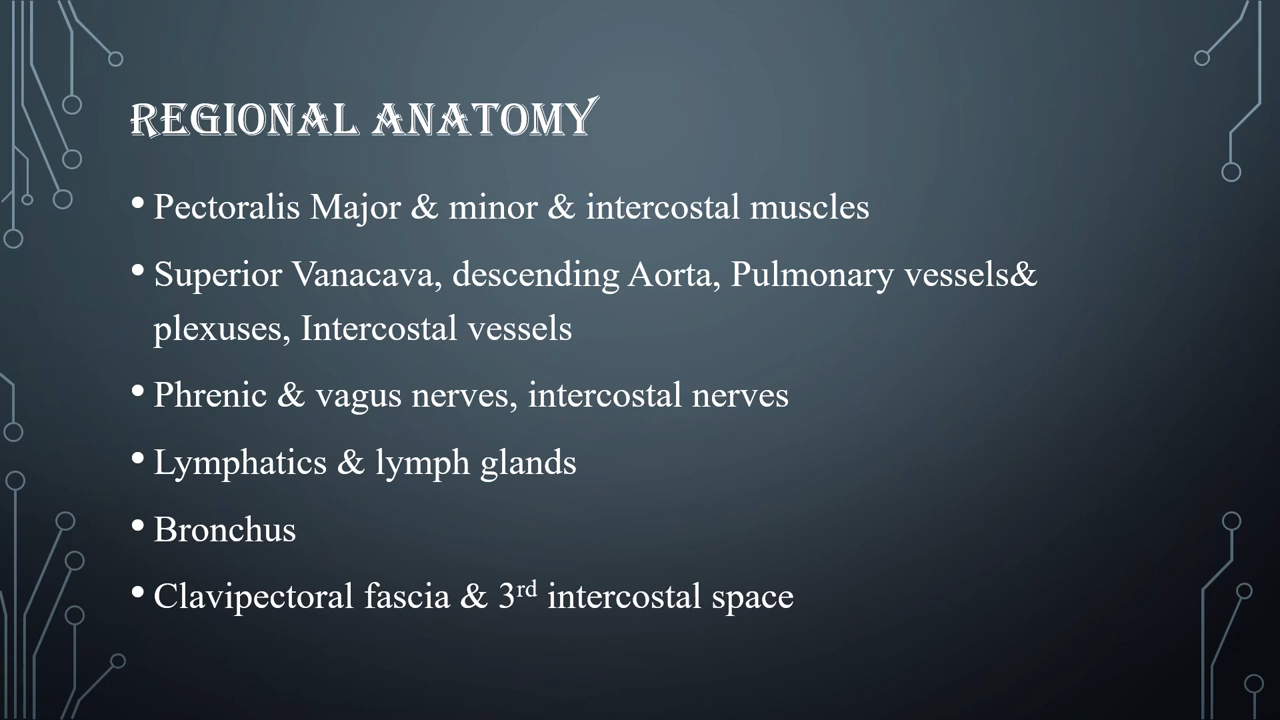 REGIONAL ANATOMY
• Pectoralis Major & minor & intercostal muscles
• Superior Vanacava, descending Aorta, Pulmonary vessels&
plexuses, Intercostal vessels
• Phrenic & vagus nerves, intercostal nerves
• Lymphatics & lymph glands
• Bronchus
• Clavipectoral fascia & 3rd intercostal space